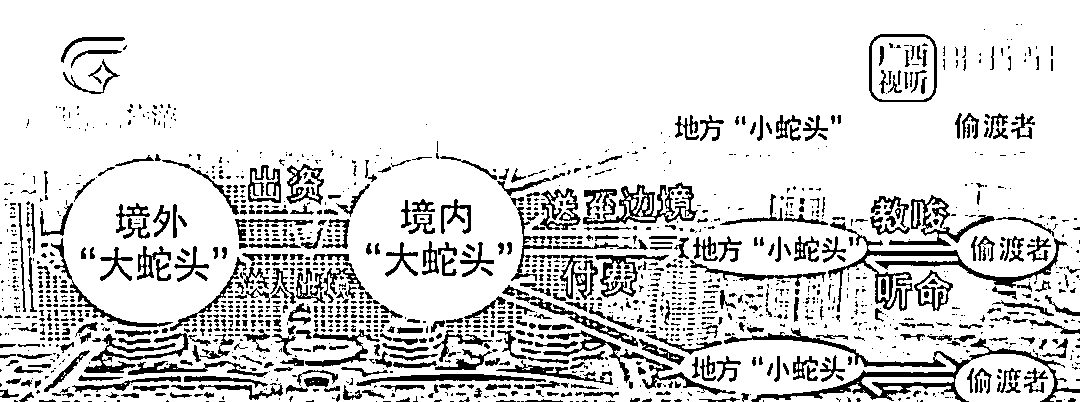 广西
视听
地方“小蛇头”
偷渡者
出资
境外
“大蛇头”
境内
“大蛇头”
送至边境
付费
地方“小蛇头”
教唆
听命
偷渡者
地方“小蛇头”
偷渡者